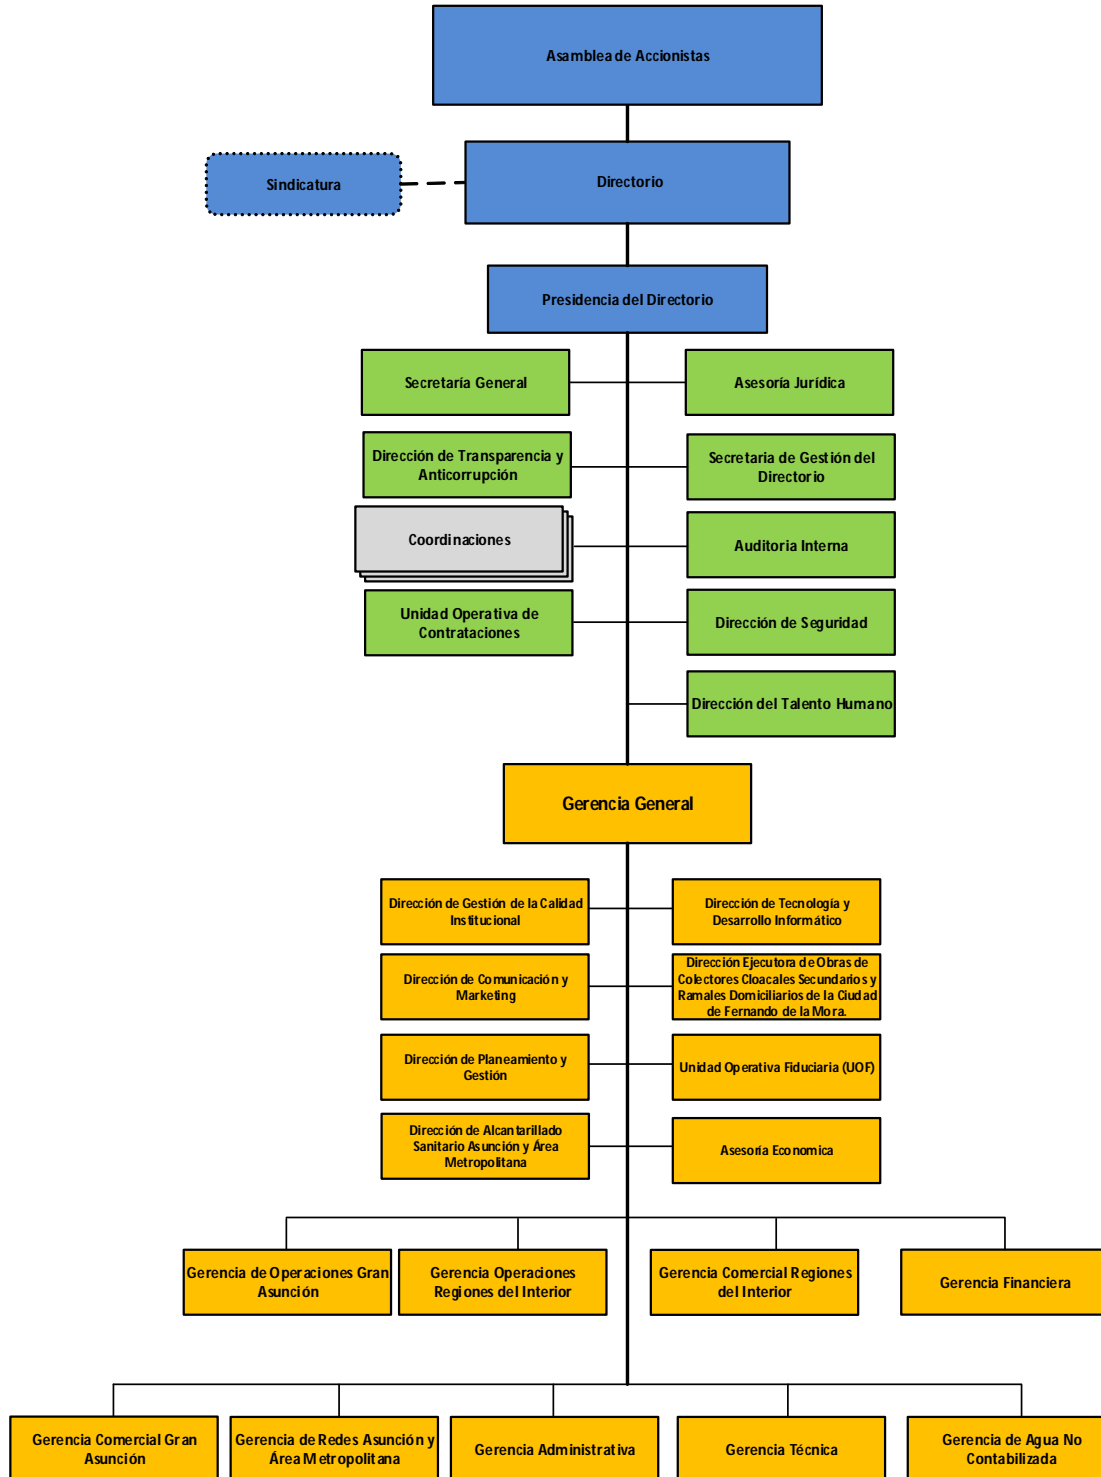 Asamblea de Accionistas
Sindicatura
Directorio
Presidencia del Directorio
Secretaría General
Asesoría Jurídica
Dirección de Transparencia y
Anticorrupción
Secretaria de Gestión del
Directorio
Coordinaciones
Auditoria Interna
Unidad Operativa de
Contrataciones
Dirección de Seguridad
Dirección del Talento Humano
Gerencia General
Dirección de Gestión de la Calidad
Institucional
Dirección de Tecnología y
Desarrollo Informático
Dirección de Comunicación y
Marketing
Dirección Ejecutora de Obras de
Colectores Cloacales Secundarios y
Ramales Domiciliarios de la Ciudad
de Fernando de la Mora.
Dirección de Planeamiento y
Gestión
Unidad Operativa Fiduciaria (UOF)
Dirección de Alcantarillado
Sanitario Asunción y Área
Metropolitana
Asesoría Economica
Gerencia de Operaciones Gran
Asunción
Gerencia Operaciones
Regiones del Interior
Gerencia Comercial Regiones
del Interior
Gerencia Financiera
Gerencia Comercial Gran
Asunción
Gerencia de Redes Asunción y
Área Metropolitana
Gerencia Administrativa
Gerencia Técnica
Gerencia de Agua No
Contabilizada